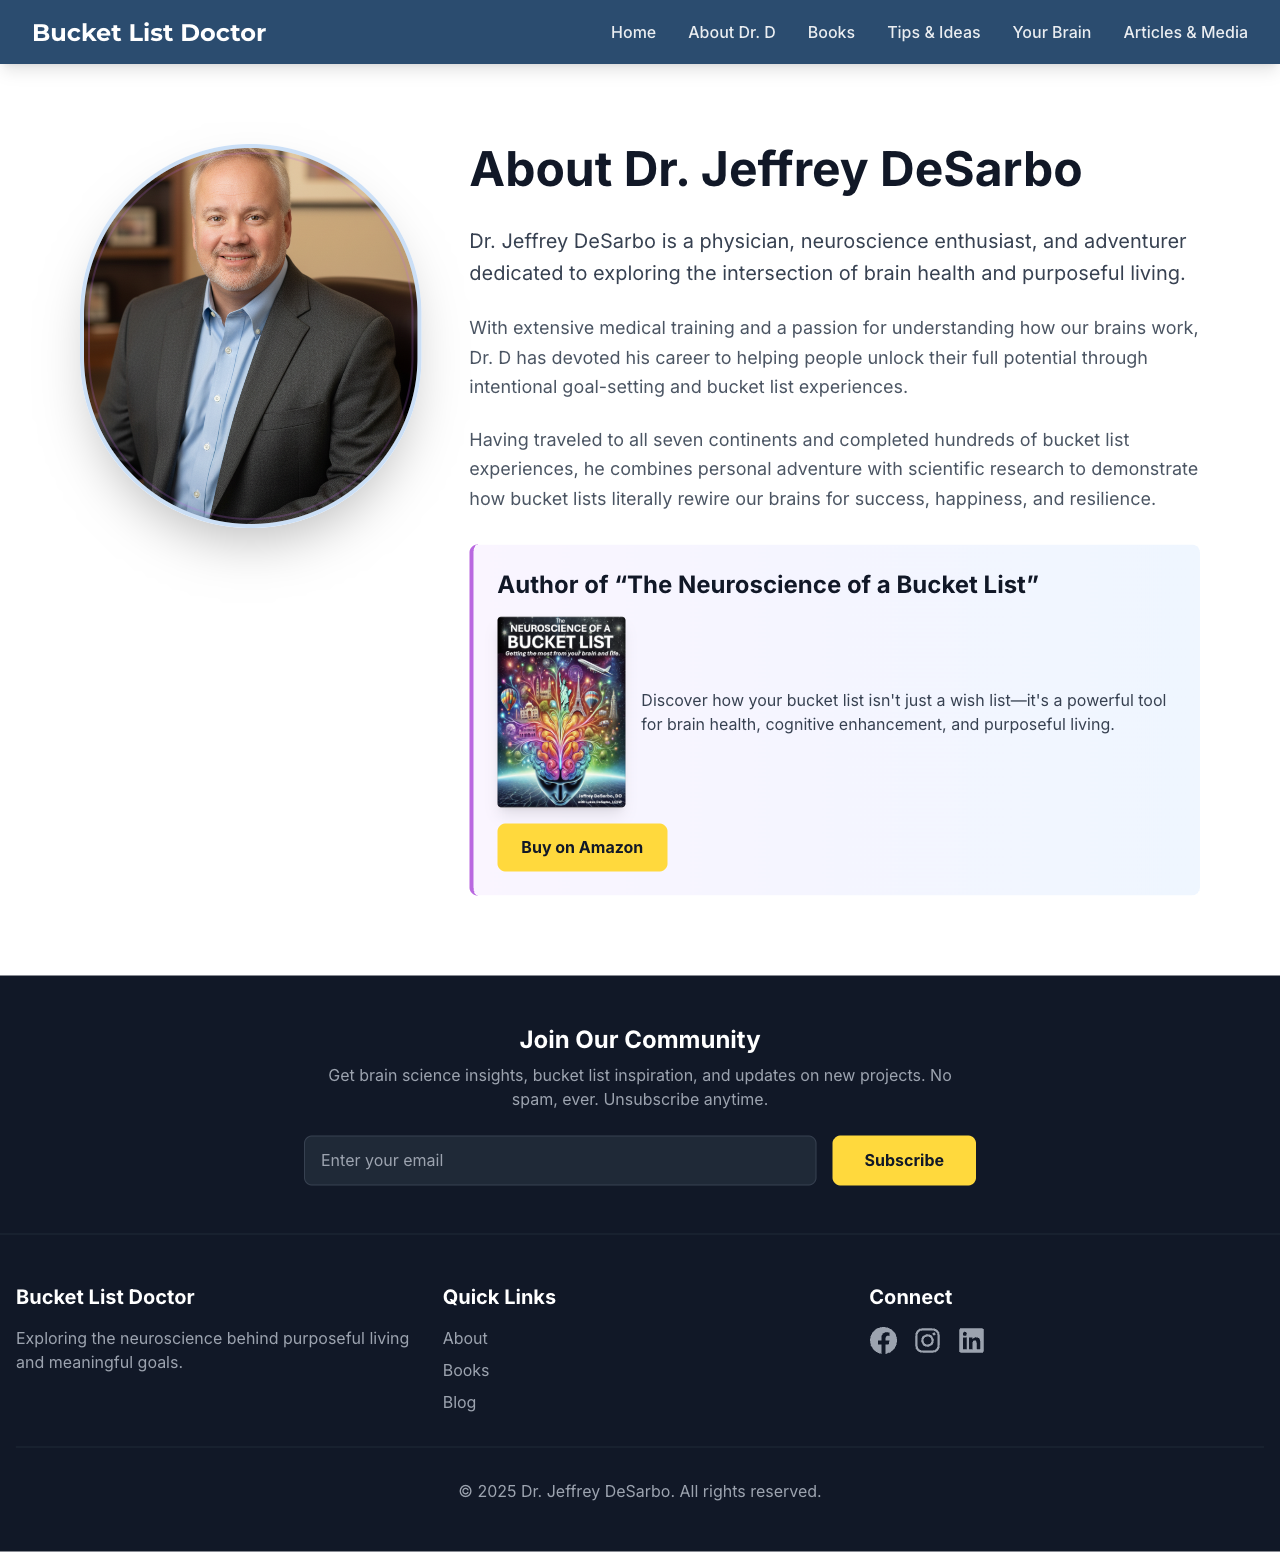 Bucket List Doctor
Home
About Dr. D
Books
Tips & Ideas
Your Brain
Articles & Media
About Dr. Jeffrey DeSarbo
Dr. Jeffrey DeSarbo is a physician, neuroscience enthusiast, and adventurer
dedicated to exploring the intersection of brain health and purposeful living.
With extensive medical training and a passion for understanding how our brains work,
Dr. D has devoted his career to helping people unlock their full potential through
intentional goal-setting and bucket list experiences.
Having traveled to all seven continents and completed hundreds of bucket list
experiences, he combines personal adventure with scientific research to demonstrate
how bucket lists literally rewire our brains for success, happiness, and resilience.
Author of “The Neuroscience of a Bucket List”
The
NEUROSCIENCE OF A
BUCKET LIST
Getting the most from your brain and life.
Jeffrey DeSarbo, DO
Discover how your bucket list isn't just a wish list—it's a powerful tool
for brain health, cognitive enhancement, and purposeful living.
Buy on Amazon
Join Our Community
Get brain science insights, bucket list inspiration, and updates on new projects. No
spam, ever. Unsubscribe anytime.
Enter your email
Subscribe
Bucket List Doctor
Exploring the neuroscience behind purposeful living
and meaningful goals.
Quick Links
About
Books
Blog
Connect
© 2025 Dr. Jeffrey DeSarbo. All rights reserved.